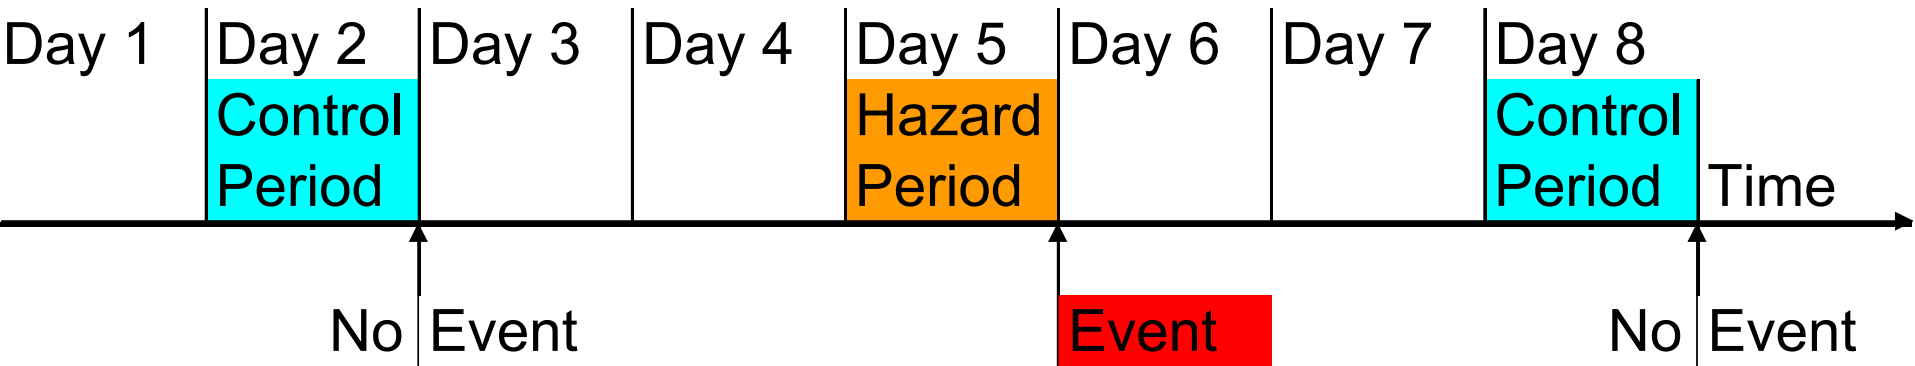 Day 1 Day 2 Day 3 Day 4 Day 5 Day 6 Day 7 Day 8
Control Hazard Control
Period Period Period Time
No Event Event No Event